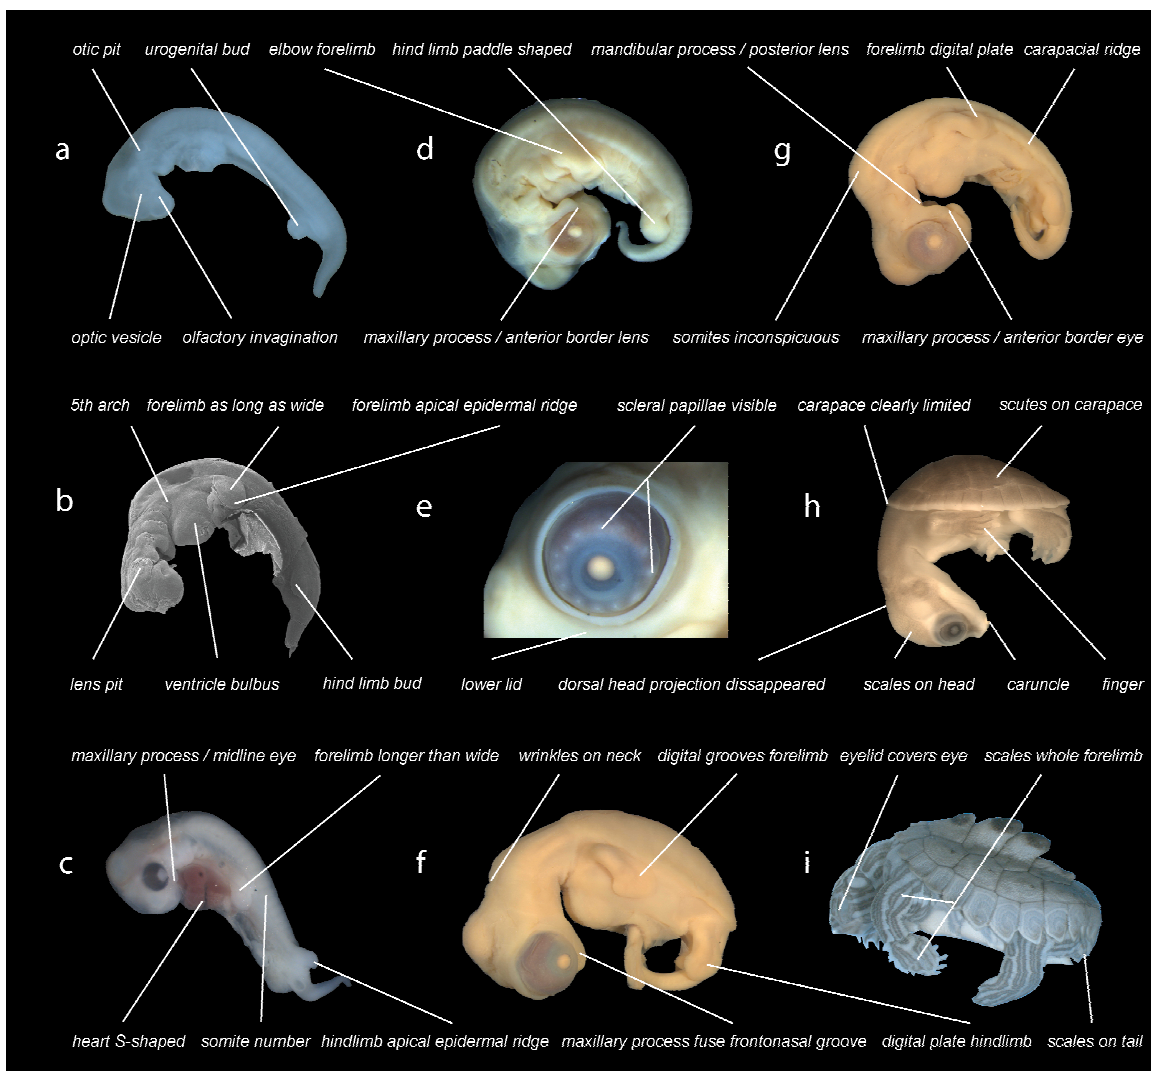 otic pit urogenital bud elbow forelimb hind limb paddle shaped mandibular process / posterior lens forelimb digital plate carapacial ridge
a d g
optic vesicle olfactory invagination maxillary process / anterior border lens somites inconspicuous maxillary process / anterior border eye
5th arch forelimb as long as wide forelimb apical epidermal ridge scleral papillae visible carapace clearly limited scutes on carapace
b e h
lens pit ventricle bulbus hind limb bud lower lid dorsal head projection dissappeared scales on head caruncle finger
maxillary process / midline eye forelimb longer than wide wrinkles on neck digital grooves forelimb eyelid covers eye scales whole forelimb
c f i
heart S-shaped somite number hindlimb apical epidermal ridge maxillary process fuse frontonasal groove digital plate hindlimb scales on tail